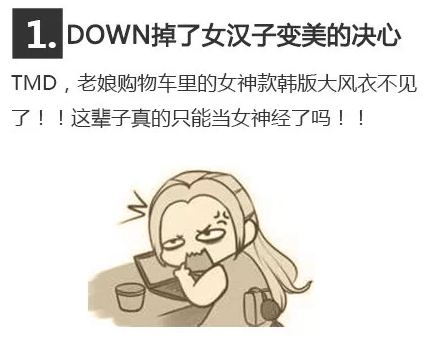 1. DOWN掉了女汉子变美的决心
TMD，老娘购物车里的女神款韩版大风衣不见
了！！这辈子真的只能当女神经了吗！！